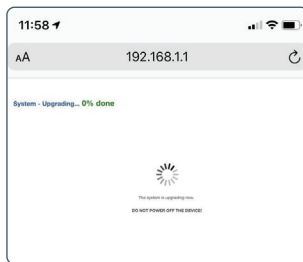 11:58
AA 192.168.1.1
System - Upgrading... 0% done
The system is upgrading now.
DO NOT POWER OFF THE DEVICE!